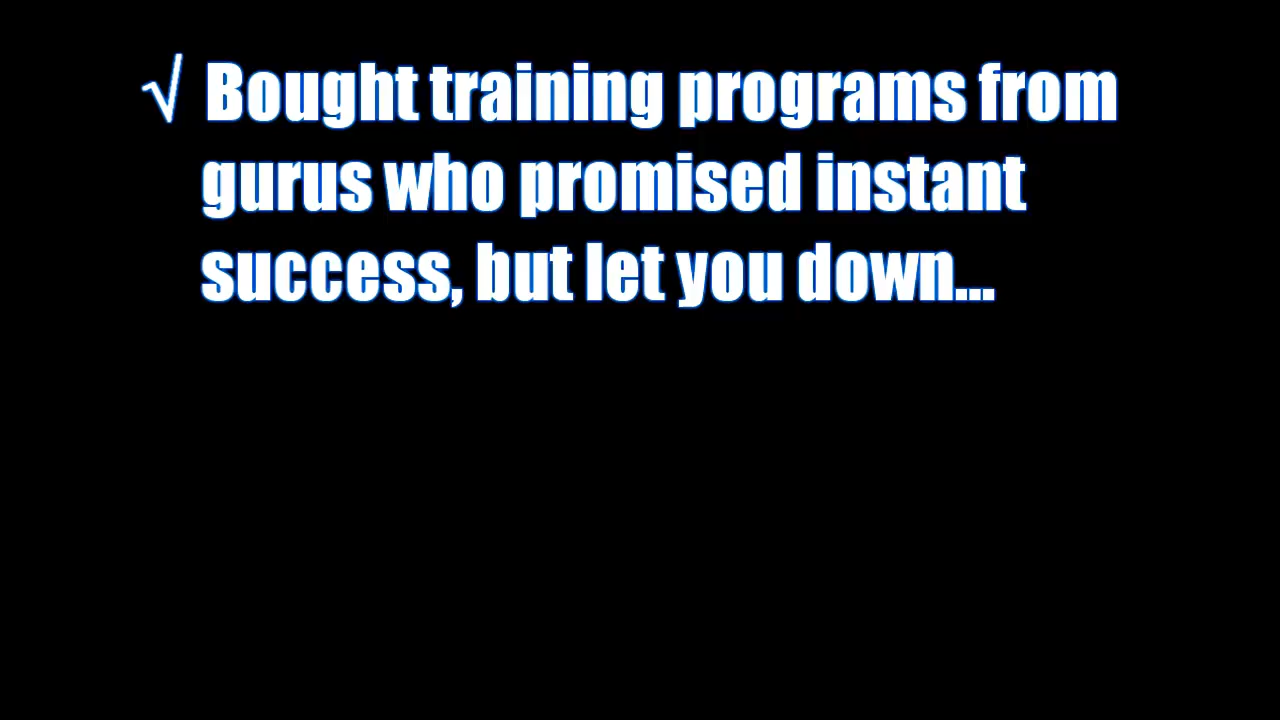 √ Bought training programs from
gurus who promised instant
success, but let you down...